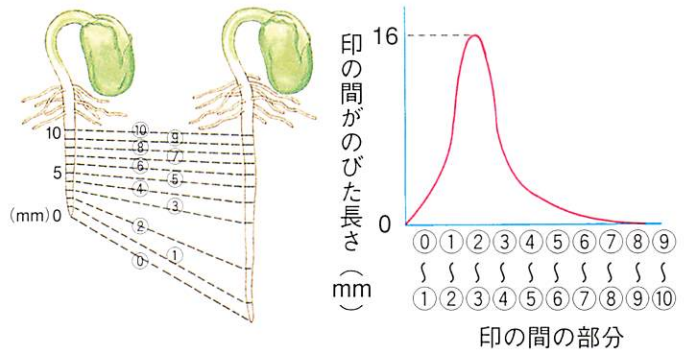 10
5
(mm) 0
⑩
⑨
⑧
⑦
⑥
⑤
④
③
②
①
⓪
印の間がのびた長さ(mm)
16
0
⓪ ① ② ③ ④ ⑤ ⑥ ⑦ ⑧ ⑨
〜 〜 〜 〜 〜 〜 〜 〜 〜 〜
① ② ③ ④ ⑤ ⑥ ⑦ ⑧ ⑨ ⑩
印の間の部分